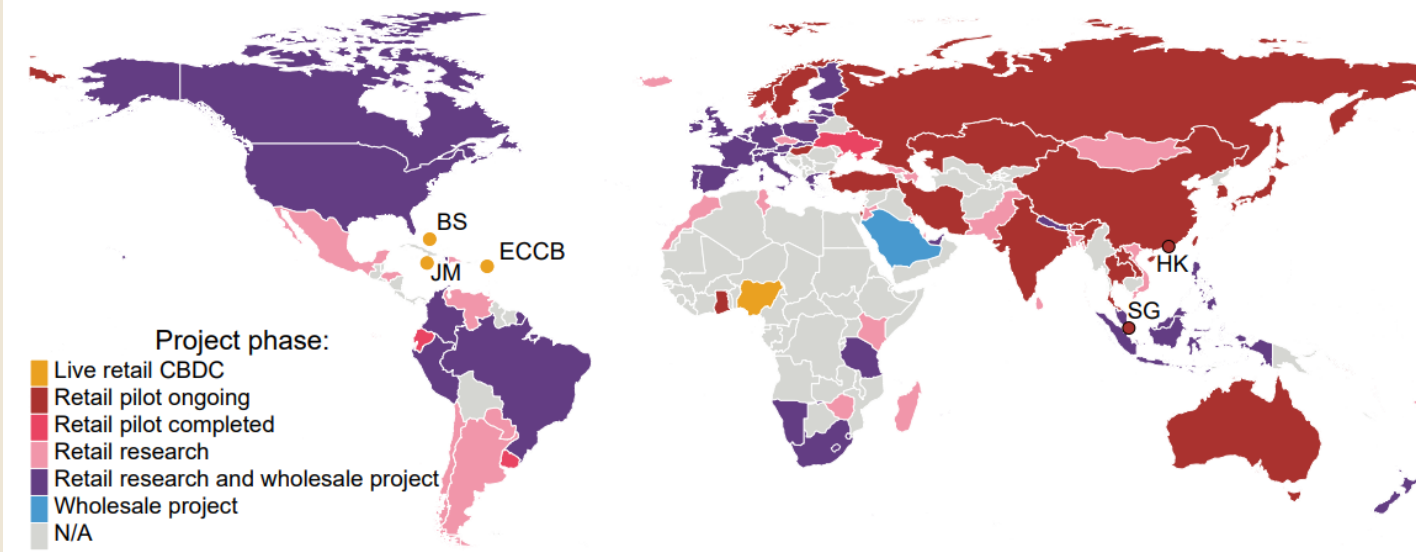 BS
ECCB
JM
HK
SG
Project phase:
Live retail CBDC
Retail pilot ongoing
Retail pilot completed
Retail research
Retail research and wholesale project
Wholesale project
N/A